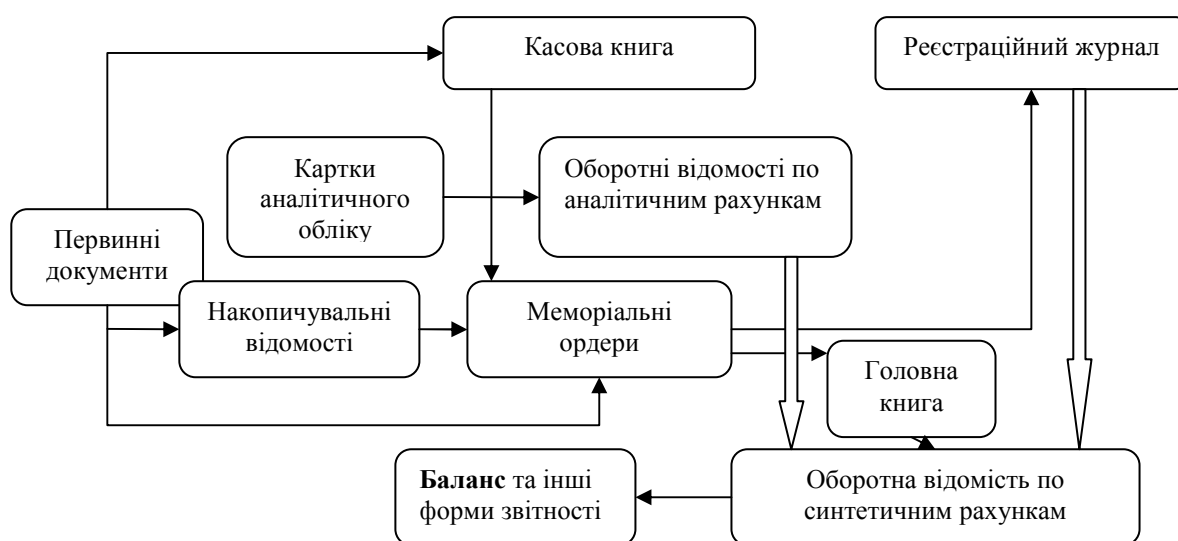 Касова книга
Реєстраційний журнал
Картки
аналітичного
обліку
Оборотні відомості по
аналітичним рахункам
Первинні
документи
Накопичувальні
відомості
Меморіальні
ордери
Головна
книга
Баланс та інші
форми звітності
Оборотна відомість по
синтетичним рахункам